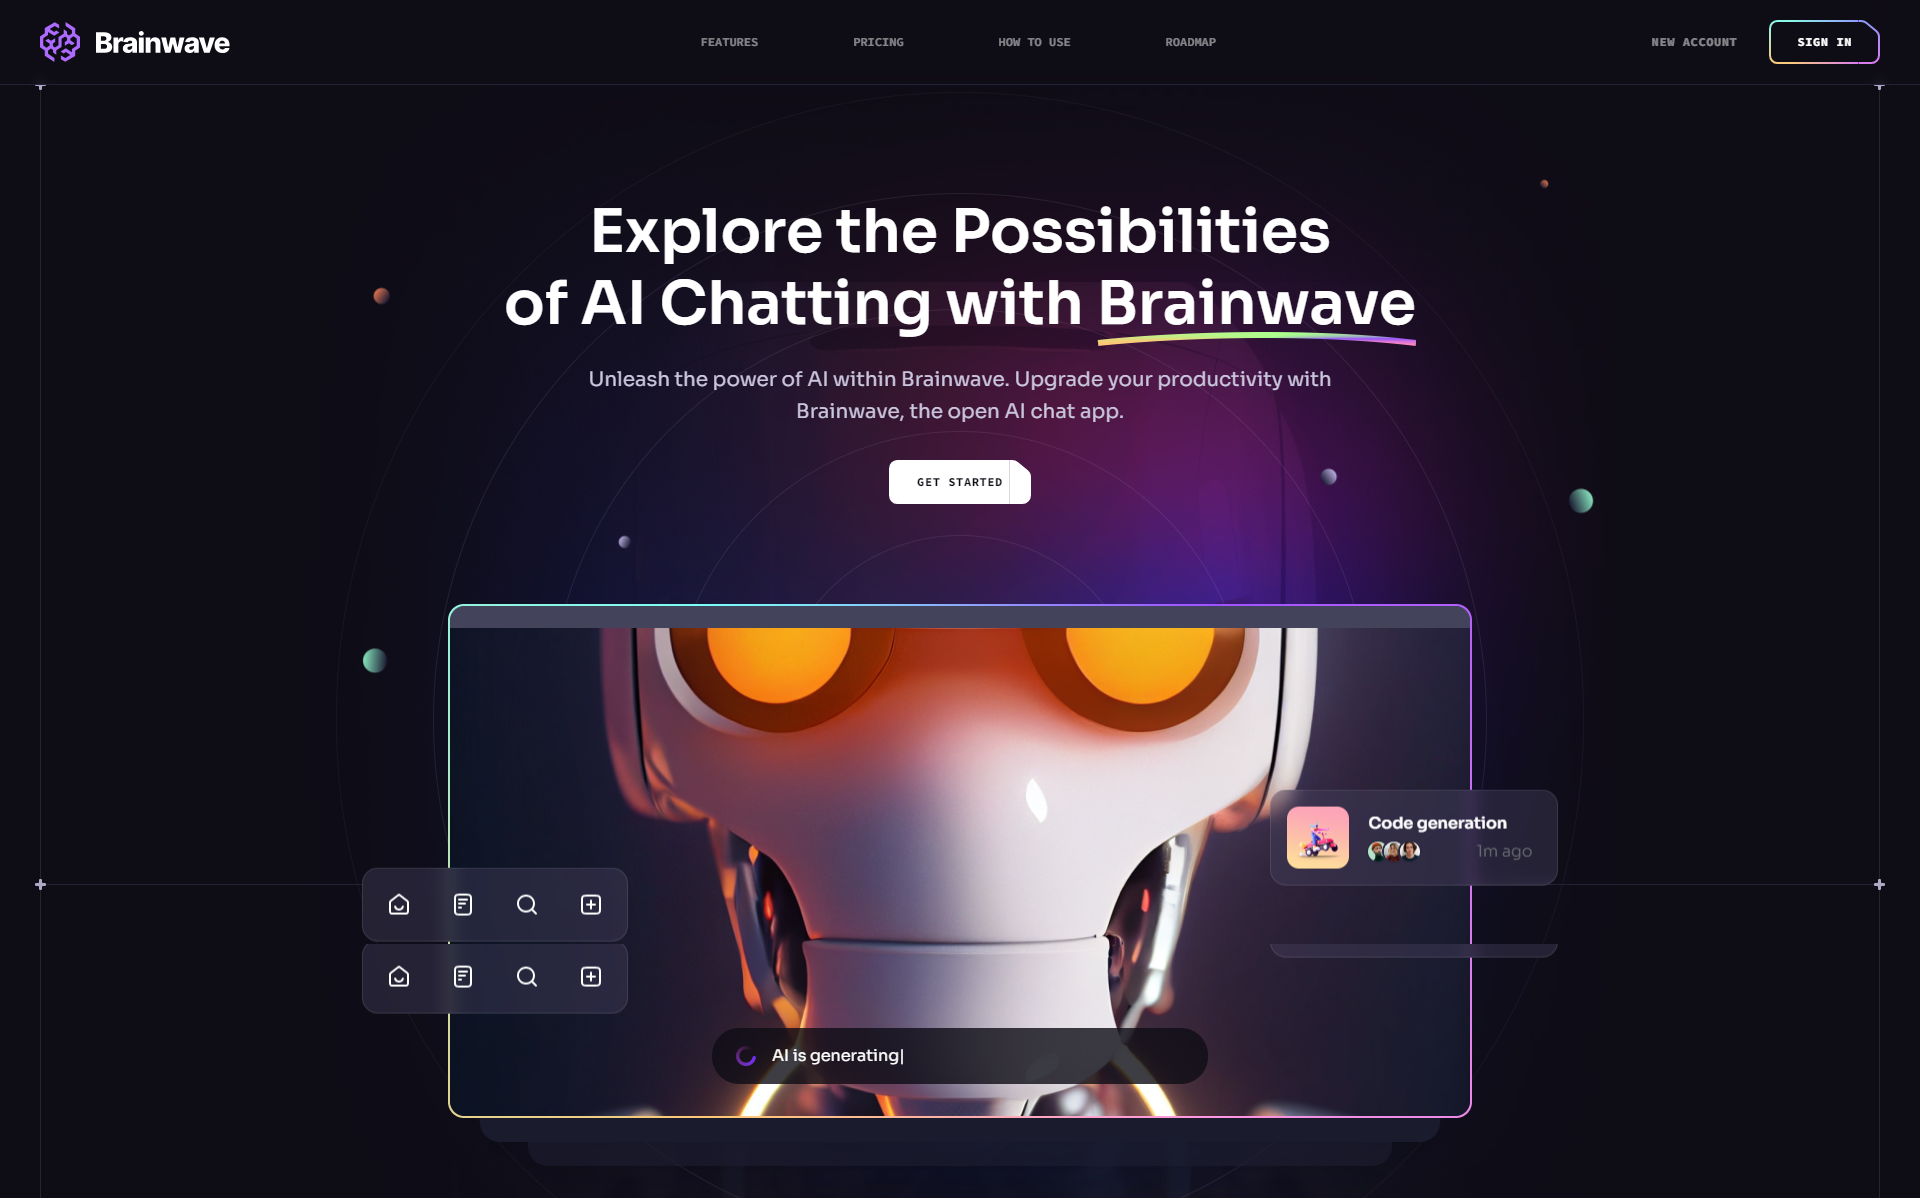 Brainwave
FEATURES
PRICING
HOW TO USE
ROADMAP
NEW ACCOUNT
SIGN IN
Explore the Possibilities
of AI Chatting with Brainwave
Unleash the power of AI within Brainwave. Upgrade your productivity with
Brainwave, the open AI chat app.
GET STARTED
Code generation
1m ago
AI is generating|